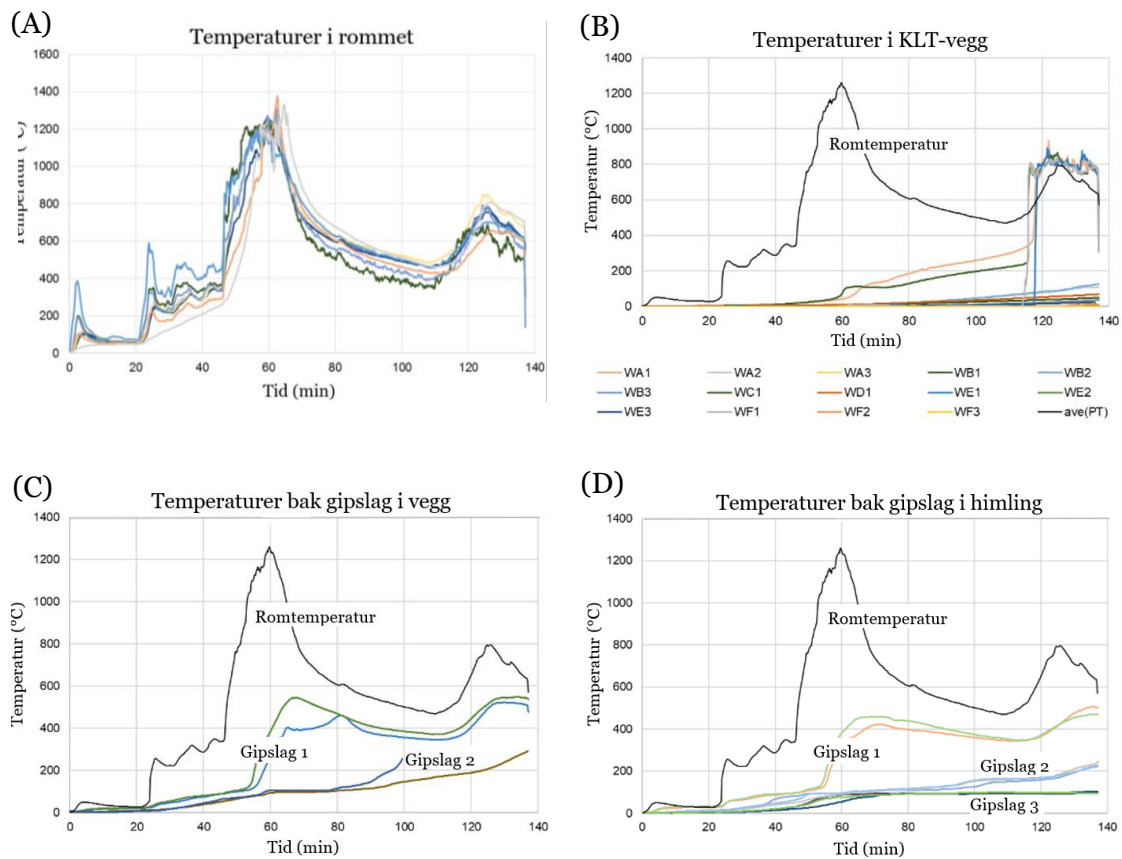 (A)
Temperaturer i rommet
1600
1400
1200
1000
800
600
400
200
0
Temperatur (°C)
0 20 40 60 80 100 120 140
Tid (min)
(B)
Temperaturer i KLT-vegg
1400
1200
1000
800
600
400
200
0
Temperatur (°C)
Romtemperatur
0 20 40 60 80 100 120 140
Tid (min)
WA1 WA2 WA3 WB1 WB2
WB3 WC1 WD1 WE1 WE2
WE3 WF1 WF2 WF3 ave(PT)
(C)
Temperaturer bak gipslag i vegg
1400
1200
1000
800
600
400
200
0
Temperatur (°C)
Romtemperatur
Gipslag 1
Gipslag 2
0 20 40 60 80 100 120 140
Tid (min)
(D)
Temperaturer bak gipslag i himling
1400
1200
1000
800
600
400
200
0
Temperatur (°C)
Romtemperatur
Gipslag 1
Gipslag 2
Gipslag 3
0 20 40 60 80 100 120 140
Tid (min)